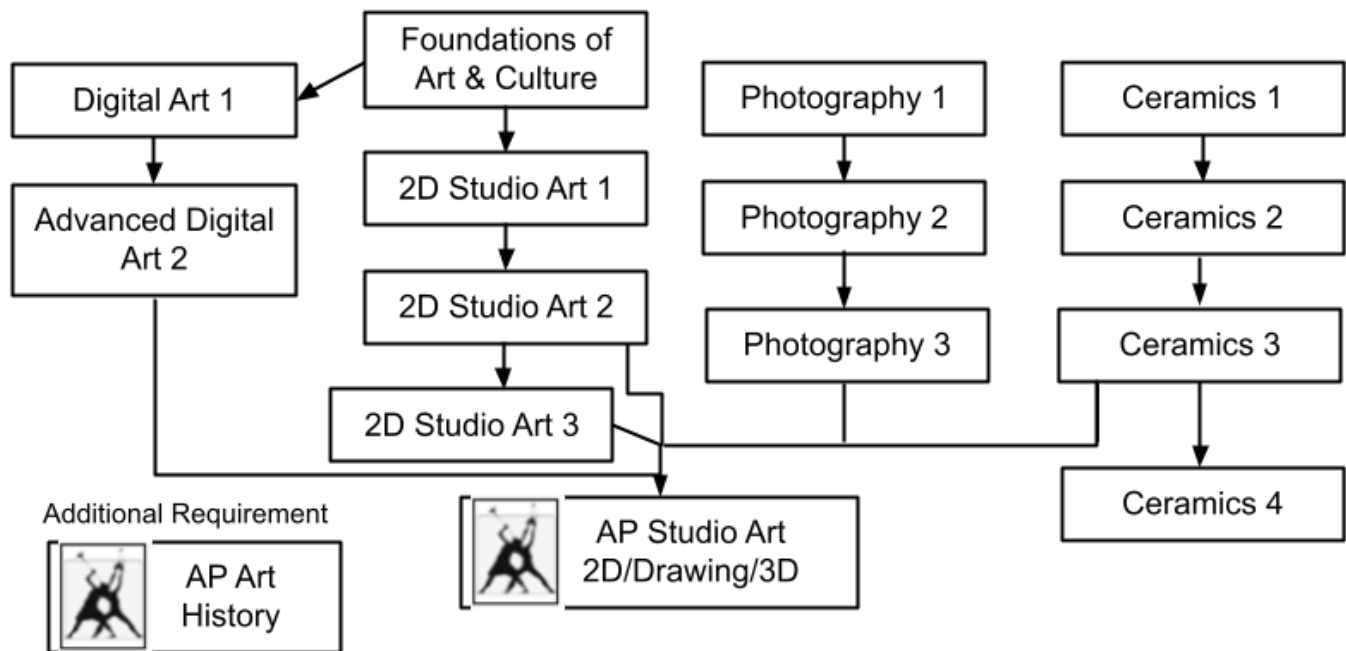 Foundations of
Art & Culture
Digital Art 1
Photography 1
Ceramics 1
2D Studio Art 1
Photography 2
Ceramics 2
Advanced Digital
Art 2
2D Studio Art 2
Photography 3
Ceramics 3
2D Studio Art 3
Ceramics 4
Additional Requirement
AP Studio Art
2D/Drawing/3D
AP Art
History